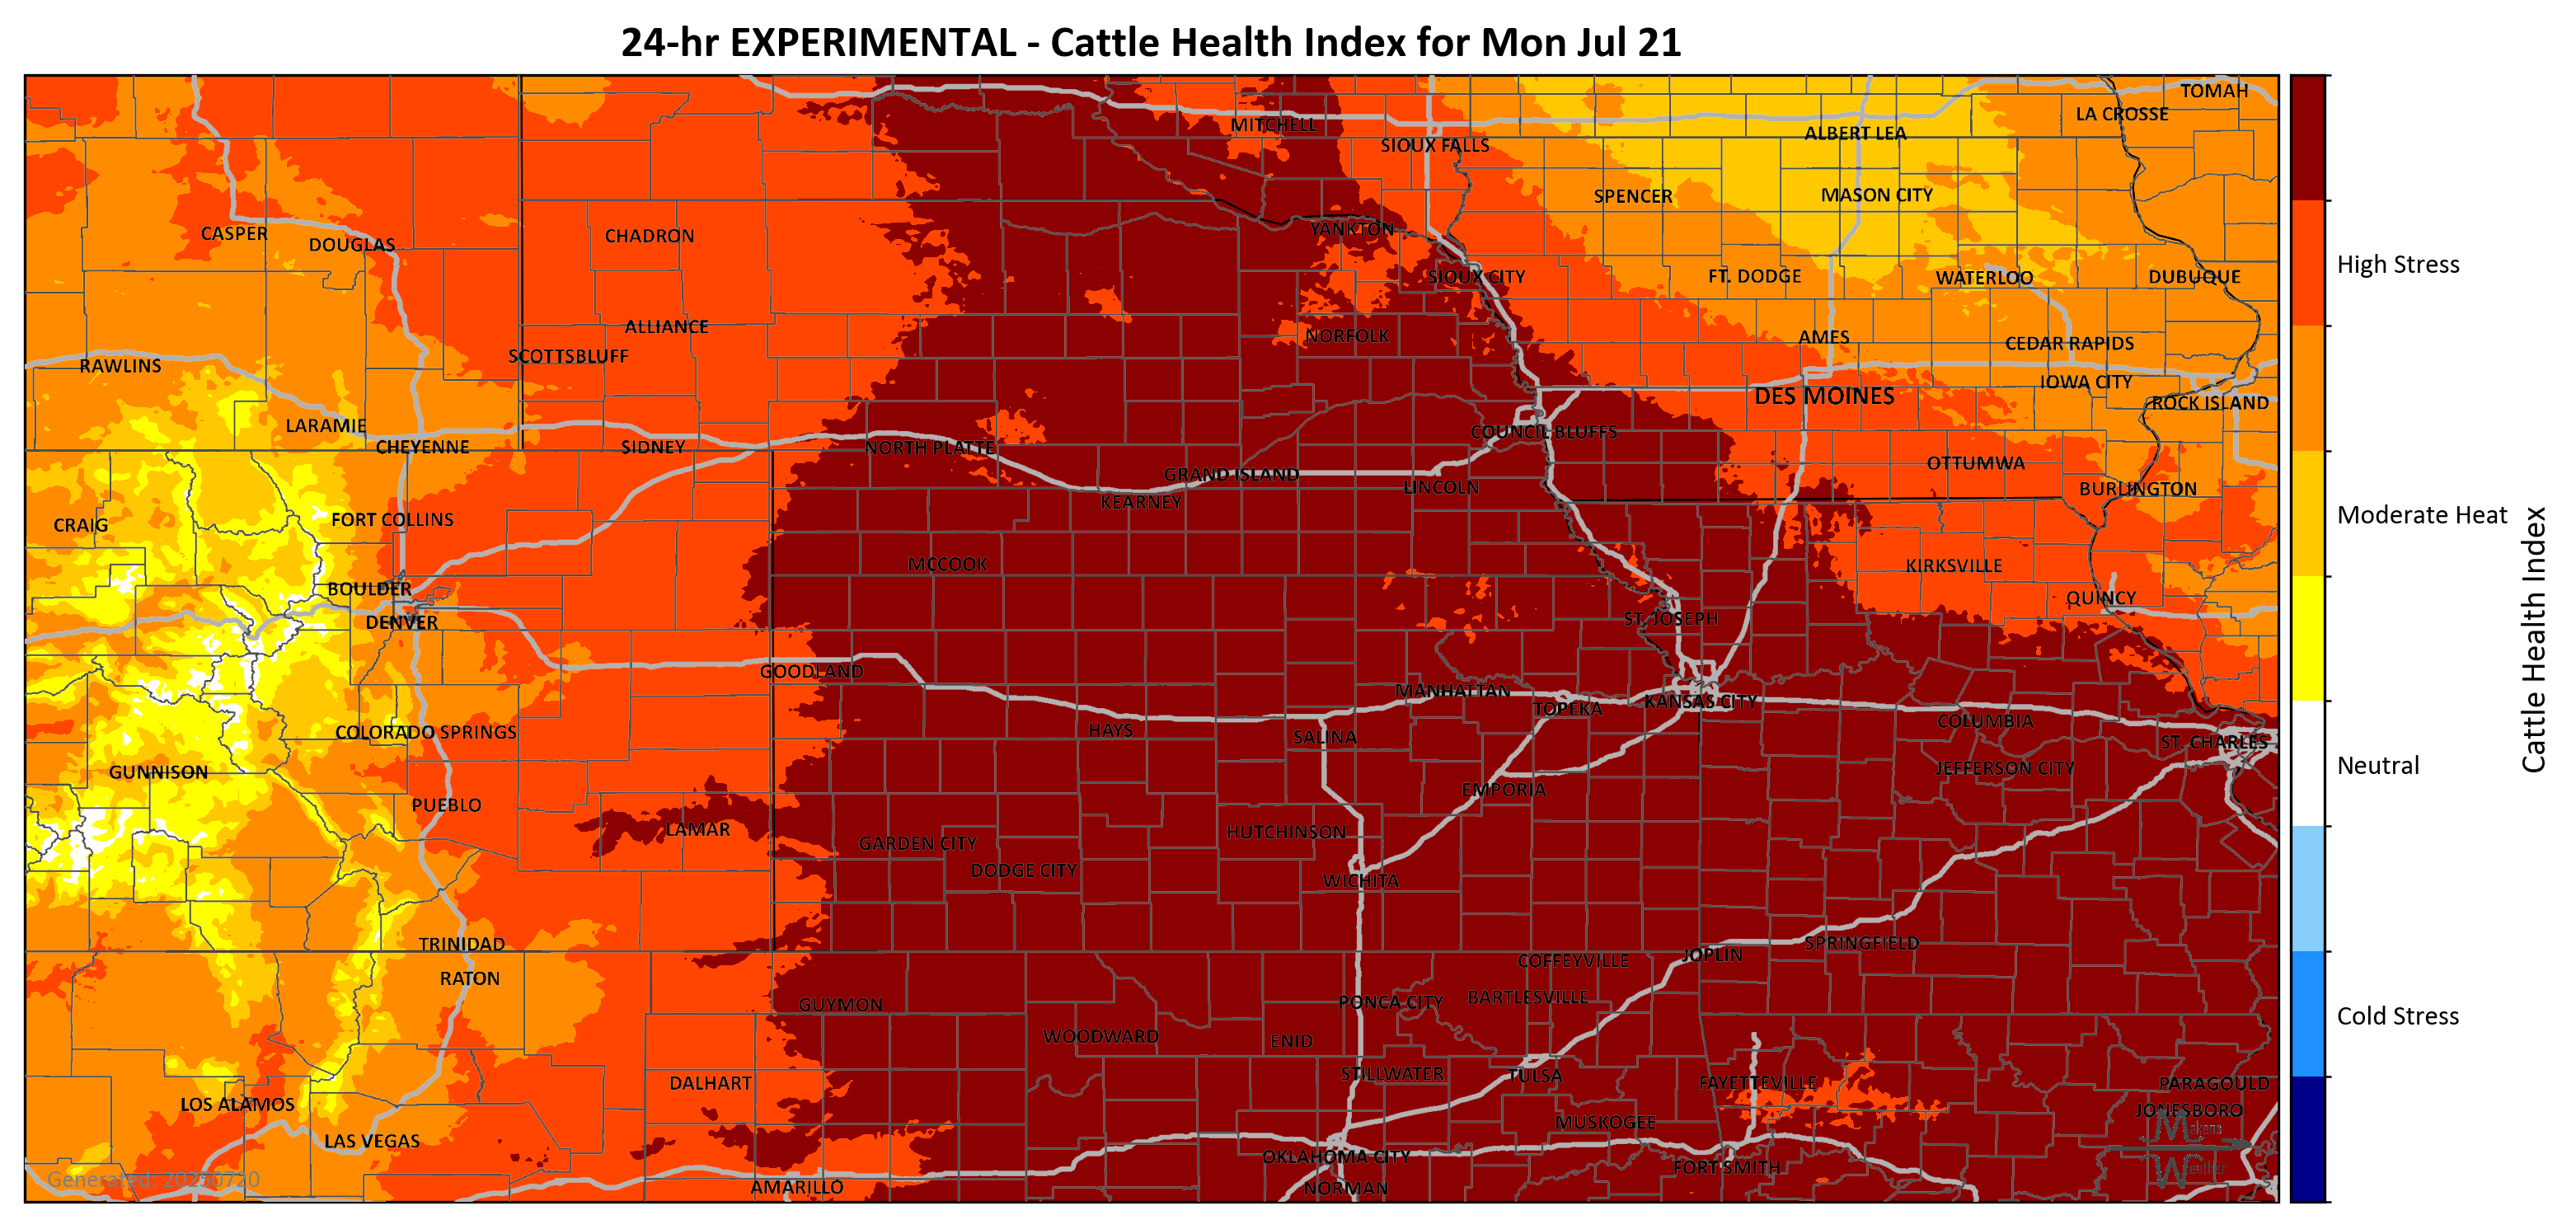 24-hr EXPERIMENTAL - Cattle Health Index for Mon Jul 21
TOMAH
LA CROSSE
MITCHELL
ALBERT LEA
SIOUX FALLS
SPENCER
MASON CITY
CASPER
DOUGLAS
CHADRON
YANKTON
SIOUX CITY
FT. DODGE
WATERLOO
DUBUQUE
High Stress
ALLIANCE
NORFOLK
AMES
CEDAR RAPIDS
SCOTTSBLUFF
RAWLINS
IOWA CITY
DES MOINES
ROCK ISLAND
LARAMIE
COUNCIL BLUFFS
CHEYENNE
SIDNEY
NORTH PLATTE
GRAND ISLAND
OTTUMWA
LINCOLN
BURLINGTON
KEARNEY
Moderate Heat
CRAIG
FORT COLLINS
MCCOOK
KIRKSVILLE
BOULDER
QUINCY
DENVER
ST. JOSEPH
Cattle Health Index
GOODLAND
MANHATTAN
TOPEKA
KANSAS CITY
COLUMBIA
COLORADO SPRINGS
HAYS
SALINA
ST. CHARLES
GUNNISON
JEFFERSON CITY
Neutral
PUEBLO
EMPORIA
LAMAR
GARDEN CITY
HUTCHINSON
DODGE CITY
WICHITA
TRINIDAD
SPRINGFIELD
JOPLIN
COFFEYVILLE
RATON
GUYMON
PONCA CITY
BARTLESVILLE
Cold Stress
WOODWARD
ENID
STILLWATER
TULSA
DALHART
FAYETTEVILLE
PARAGOULD
LOS ALAMOS
JONESBORO
MUSKOGEE
Makens
LAS VEGAS
OKLAHOMA CITY
FORT SMITH
Weather
Generated: 20250720
AMARILLO
NORMAN